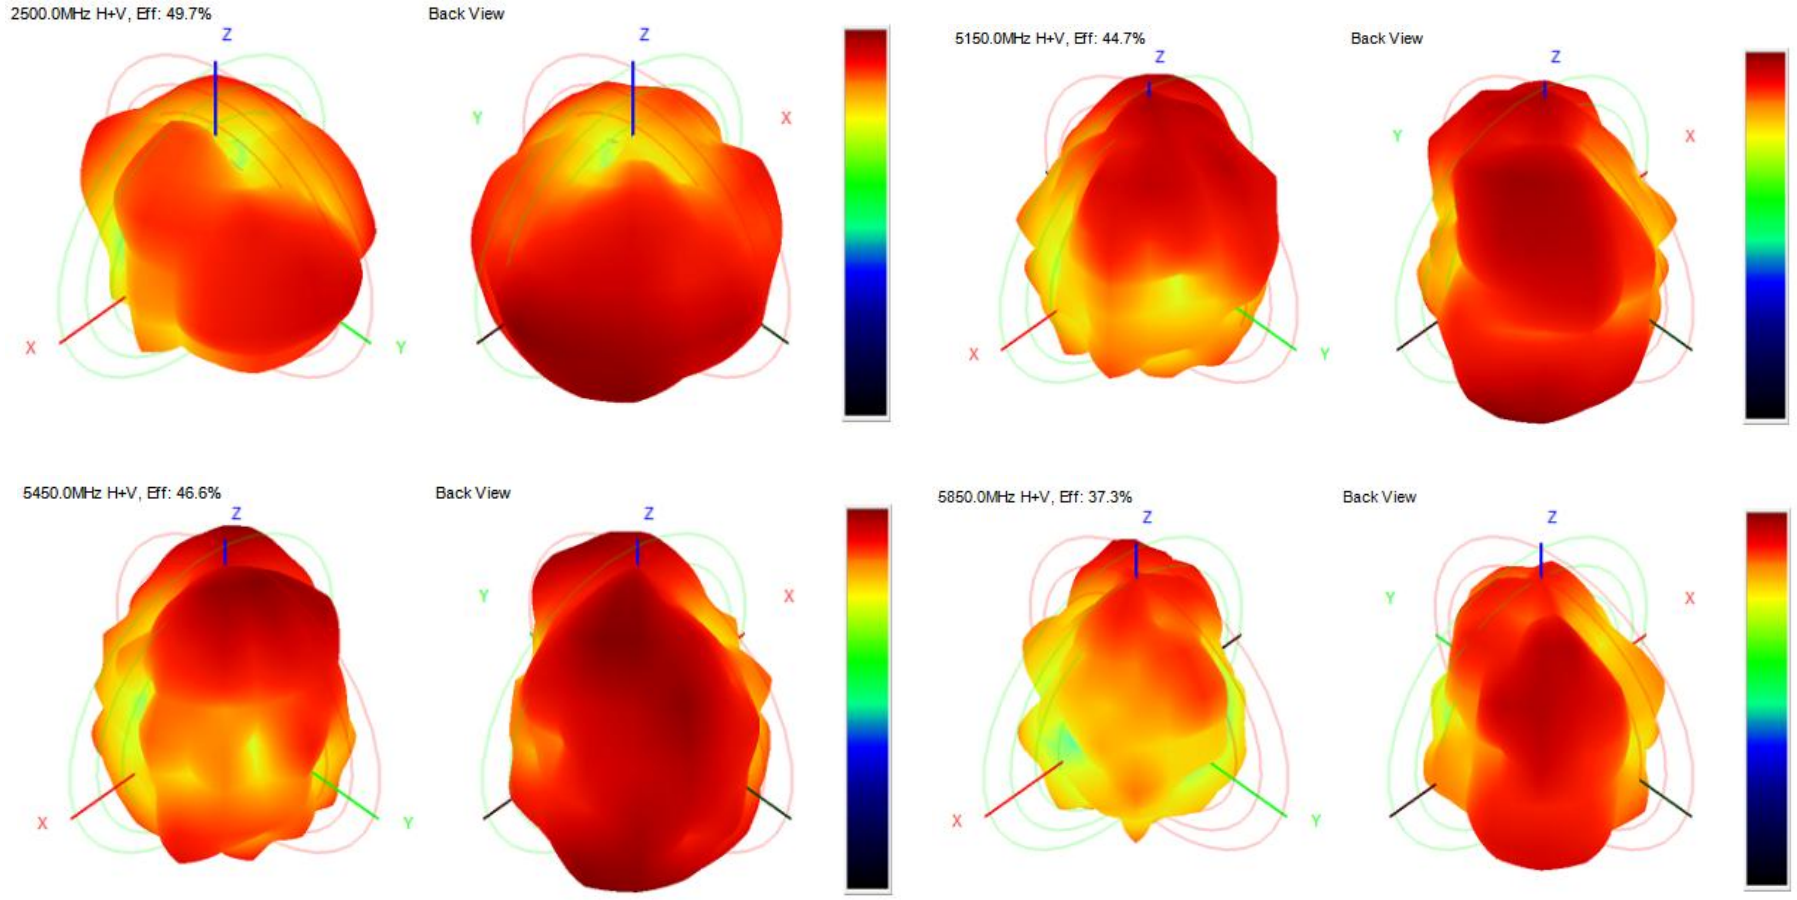 2500.0MHz H+V, Eff: 49.7%
Back View
Z
Z
Y
X
X
Y
5150.0MHz H+V, Eff: 44.7%
Back View
Z
Z
Y
X
X
Y
5450.0MHz H+V, Eff: 46.6%
Back View
Z
Z
Y
X
X
Y
5850.0MHz H+V, Eff: 37.3%
Back View
Z
Z
Y
X
X
Y